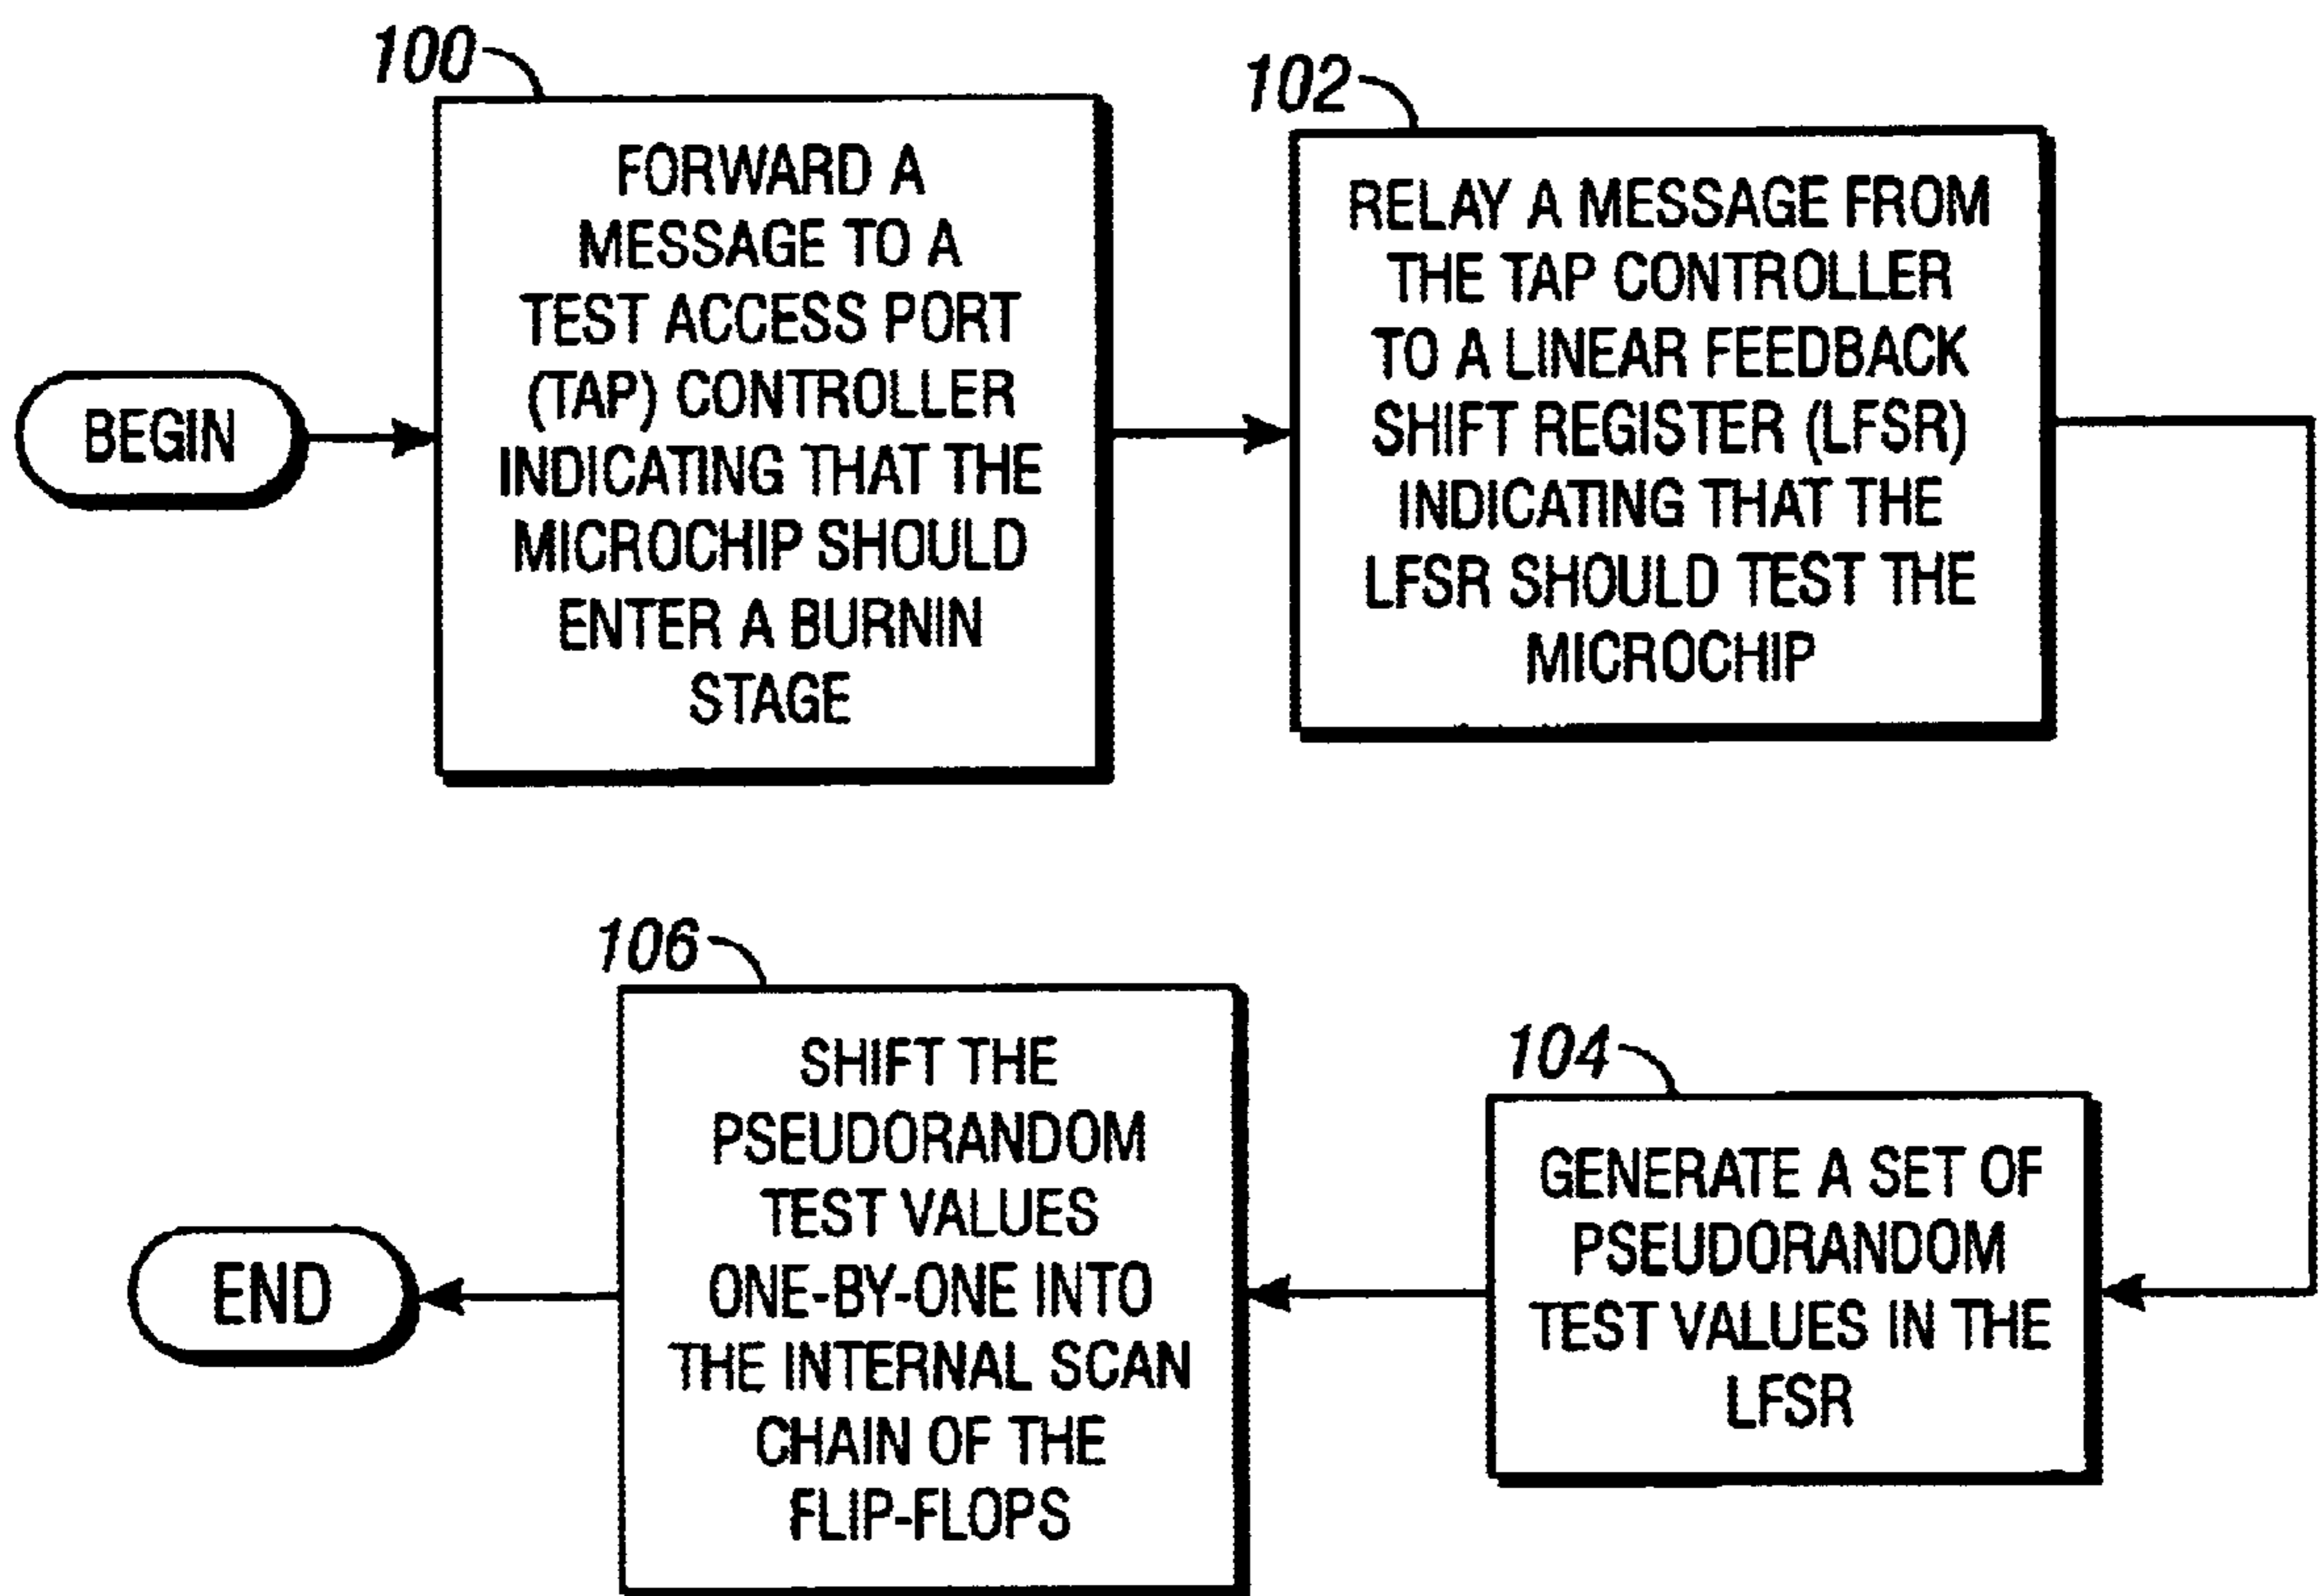 100
FORWARD A
MESSAGE TO A
TEST ACCESS PORT
(TAP) CONTROLLER
INDICATING THAT THE
MICROCHIP SHOULD
ENTER A BURNIN
STAGE
102
RELAY A MESSAGE FROM
THE TAP CONTROLLER
TO A LINEAR FEEDBACK
SHIFT REGISTER (LFSR)
INDICATING THAT THE
LFSR SHOULD TEST THE
MICROCHIP
BEGIN
106
SHIFT THE
PSEUDORANDOM
TEST VALUES
ONE-BY-ONE INTO
THE INTERNAL SCAN
CHAIN OF THE
FLIP-FLOPS
104
GENERATE A SET OF
PSEUDORANDOM
TEST VALUES IN THE
LFSR
END